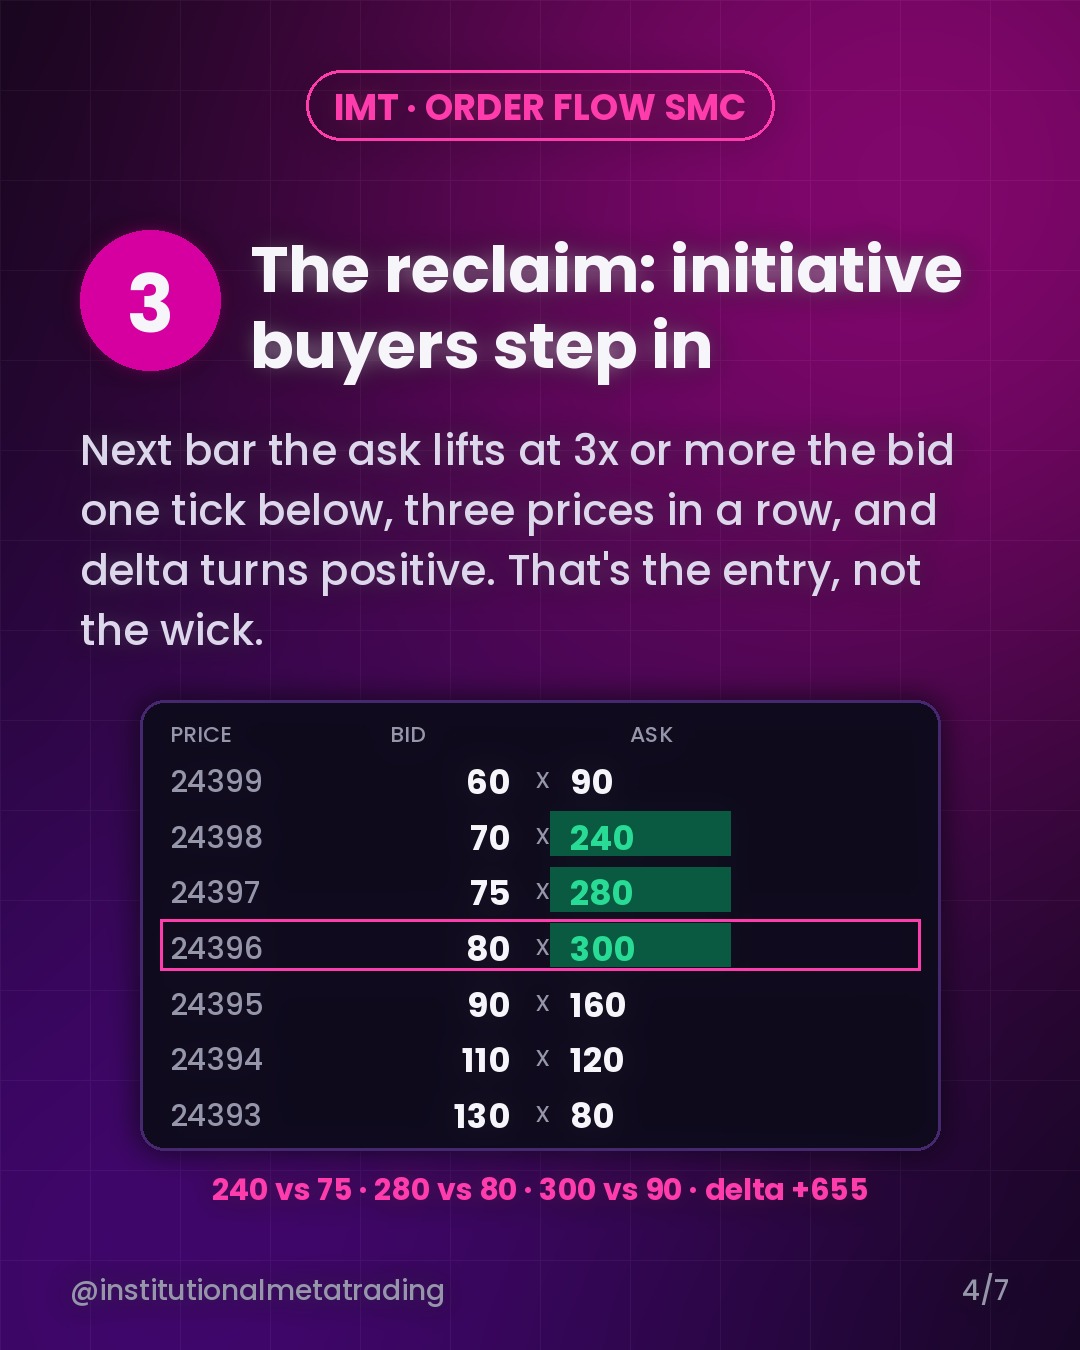 IMT · ORDER FLOW SMC
3
The reclaim: initiative
buyers step in
Next bar the ask lifts at 3x or more the bid
one tick below, three prices in a row, and
delta turns positive. That's the entry, not
the wick.
PRICE BID ASK
24399 60 x 90
24398 70 x 240
24397 75 x 280
24396 80 x 300
24395 90 x 160
24394 110 x 120
24393 130 x 80
240 vs 75 · 280 vs 80 · 300 vs 90 · delta +655
@institutionalmetatrading 4/7